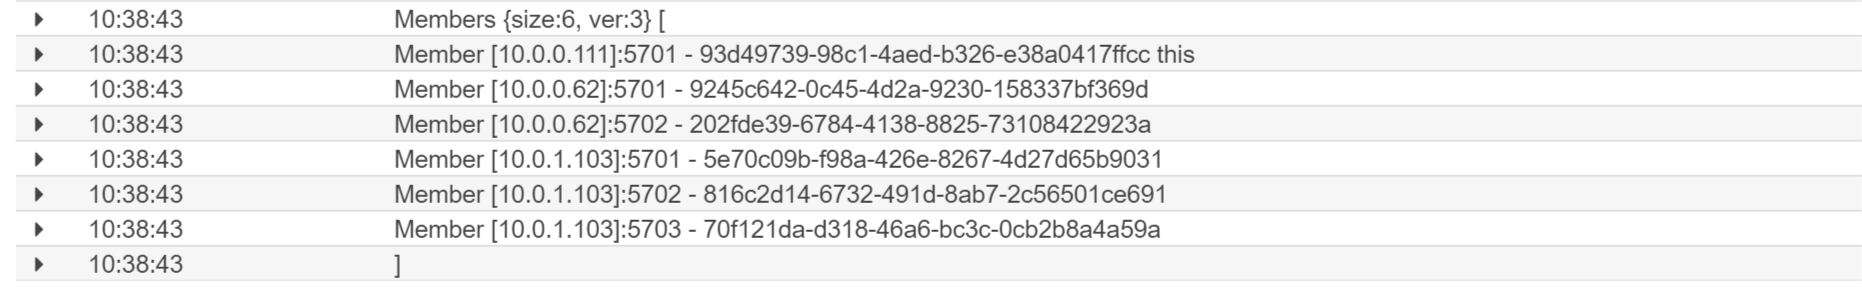 10:38:43 Members {size:6, ver:3} [
10:38:43 Member [10.0.0.111]:5701 - 93d49739-98c1-4aed-b326-e38a0417ffcc this
10:38:43 Member [10.0.0.62]:5701 - 9245c642-0c45-4d2a-9230-158337bf369d
10:38:43 Member [10.0.0.62]:5702 - 202fde39-6784-4138-8825-73108422923a
10:38:43 Member [10.0.1.103]:5701 - 5e70c09b-f98a-426e-8267-4d27d65b9031
10:38:43 Member [10.0.1.103]:5702 - 816c2d14-6732-491d-8ab7-2c56501ce691
10:38:43 Member [10.0.1.103]:5703 - 70f121da-d318-46a6-bc3c-0cb2b8a4a59a
10:38:43 ]